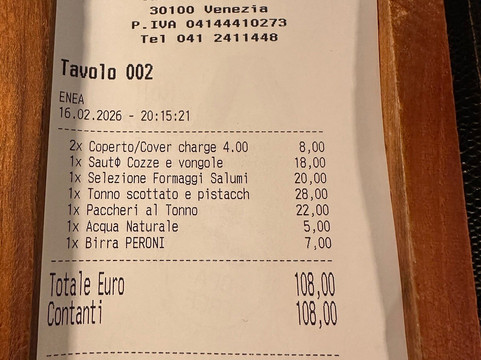 30100 Venezia
P.IVA 04144410273
Tel 041 2411448
Tavolo 002
ENEA
16.02.2026 - 20:15:21
2x Coperto/Cover charge 4.00 8,00
1x SautΦ Cozze e vongole 18,00
1x Selezione Formaggi Salumi 20,00
1x Tonno scottato e pistacch 28,00
1x Paccheri al Tonno 22,00
1x Acqua Naturale 5,00
1x Birra PERONI 7,00
Totale Euro 108,00
Contanti 108,00